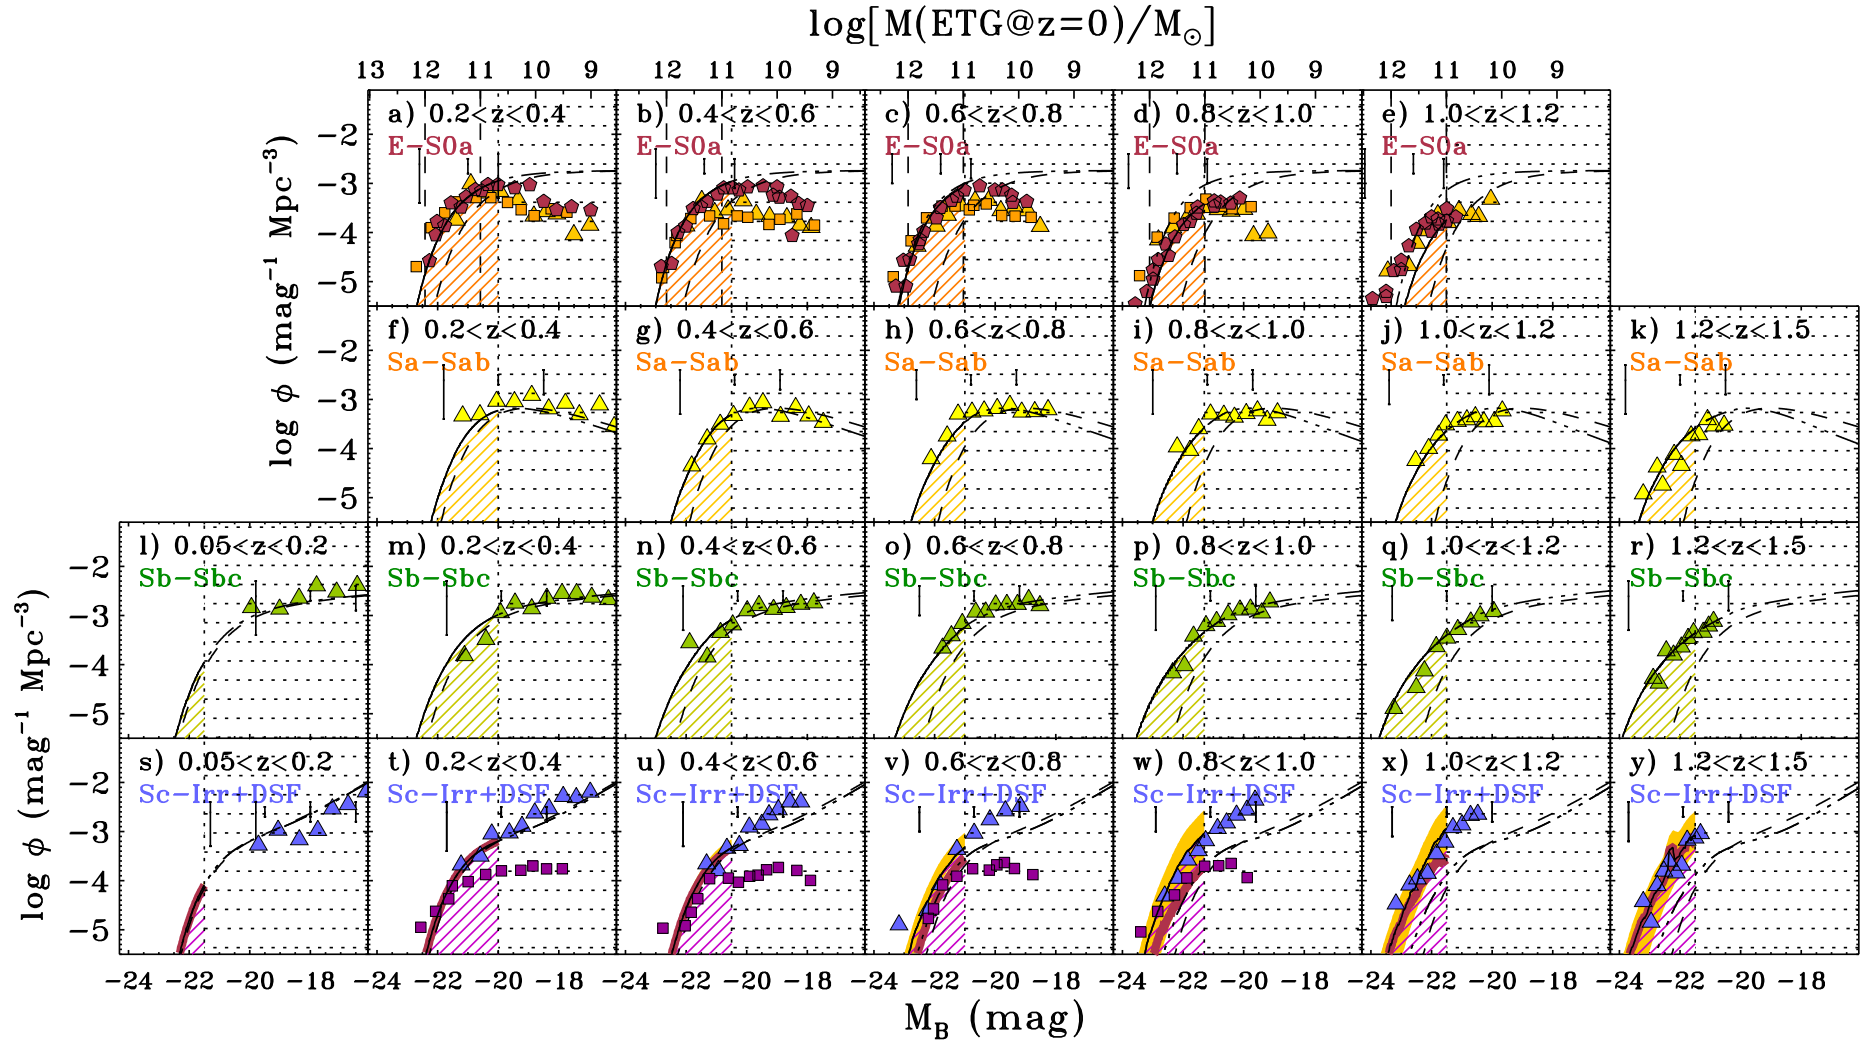 log[M(ETG@z=0)/M⊙]
13 12 11 10 9 12 11 10 9 12 11 10 9 12 11 10 9 12 11 10 9
a) 0.2<z<0.4 b) 0.4<z<0.6 c) 0.6<z<0.8 d) 0.8<z<1.0 e) 1.0<z<1.2
E-S0a E-S0a E-S0a E-S0a E-S0a
−2
−3
−4
−5
f) 0.2<z<0.4 g) 0.4<z<0.6 h) 0.6<z<0.8 i) 0.8<z<1.0 j) 1.0<z<1.2 k) 1.2<z<1.5
Sa-Sab Sa-Sab Sa-Sab Sa-Sab Sa-Sab Sa-Sab
−2
−3
−4
−5
log ϕ (mag⁻¹ Mpc⁻³)
l) 0.05<z<0.2 m) 0.2<z<0.4 n) 0.4<z<0.6 o) 0.6<z<0.8 p) 0.8<z<1.0 q) 1.0<z<1.2 r) 1.2<z<1.5
Sb-Sbc Sb-Sbc Sb-Sbc Sb-Sbc Sb-Sbc Sb-Sbc Sb-Sbc
−2
−3
−4
−5
s) 0.05<z<0.2 t) 0.2<z<0.4 u) 0.4<z<0.6 v) 0.6<z<0.8 w) 0.8<z<1.0 x) 1.0<z<1.2 y) 1.2<z<1.5
Sc-Irr+DSF Sc-Irr+DSF Sc-Irr+DSF Sc-Irr+DSF Sc-Irr+DSF Sc-Irr+DSF Sc-Irr+DSF
−2
−3
−4
−5
log ϕ (mag⁻¹ Mpc⁻³)
−24 −22 −20 −18 −24 −22 −20 −18 −24 −22 −20 −18 −24 −22 −20 −18 −24 −22 −20 −18 −24 −22 −20 −18 −24 −22 −20 −18
M_B (mag)